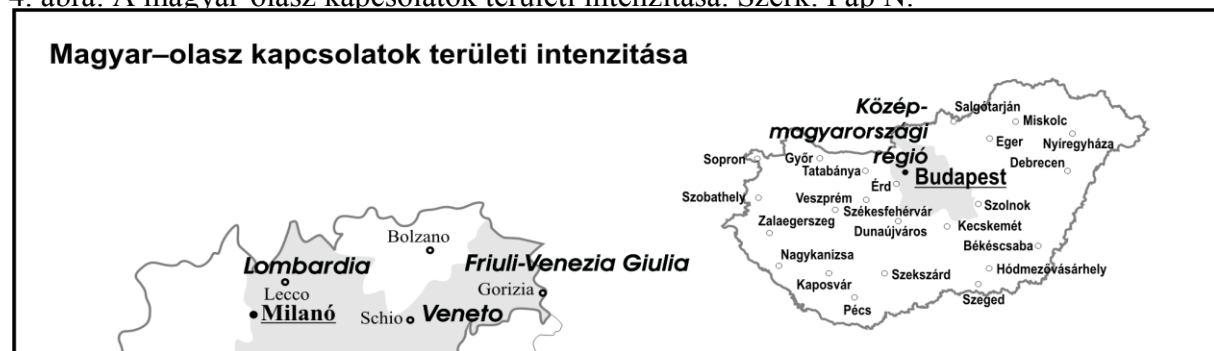 4. ábra. A magyar-olasz kapcsolatok területi intenzitása. Szerk. Pap N.
Magyar–olasz kapcsolatok területi intenzitása
Közép-
magyarországi
régió
Salgótarján
Miskolc
Eger
Nyíregyháza
Debrecen
Sopron
Győr
Tatabánya
Budapest
Érd
Szobathely
Veszprém
Székesfehérvár
Szolnok
Zalaegerszeg
Dunaújváros
Kecskemét
Békéscsaba
Nagykanizsa
Kaposvár
Szekszárd
Hódmezővásárhely
Szeged
Pécs
Bolzano
Lombardia
Friuli-Venezia Giulia
Lecco
Gorizia
Milanó
Schio
Veneto